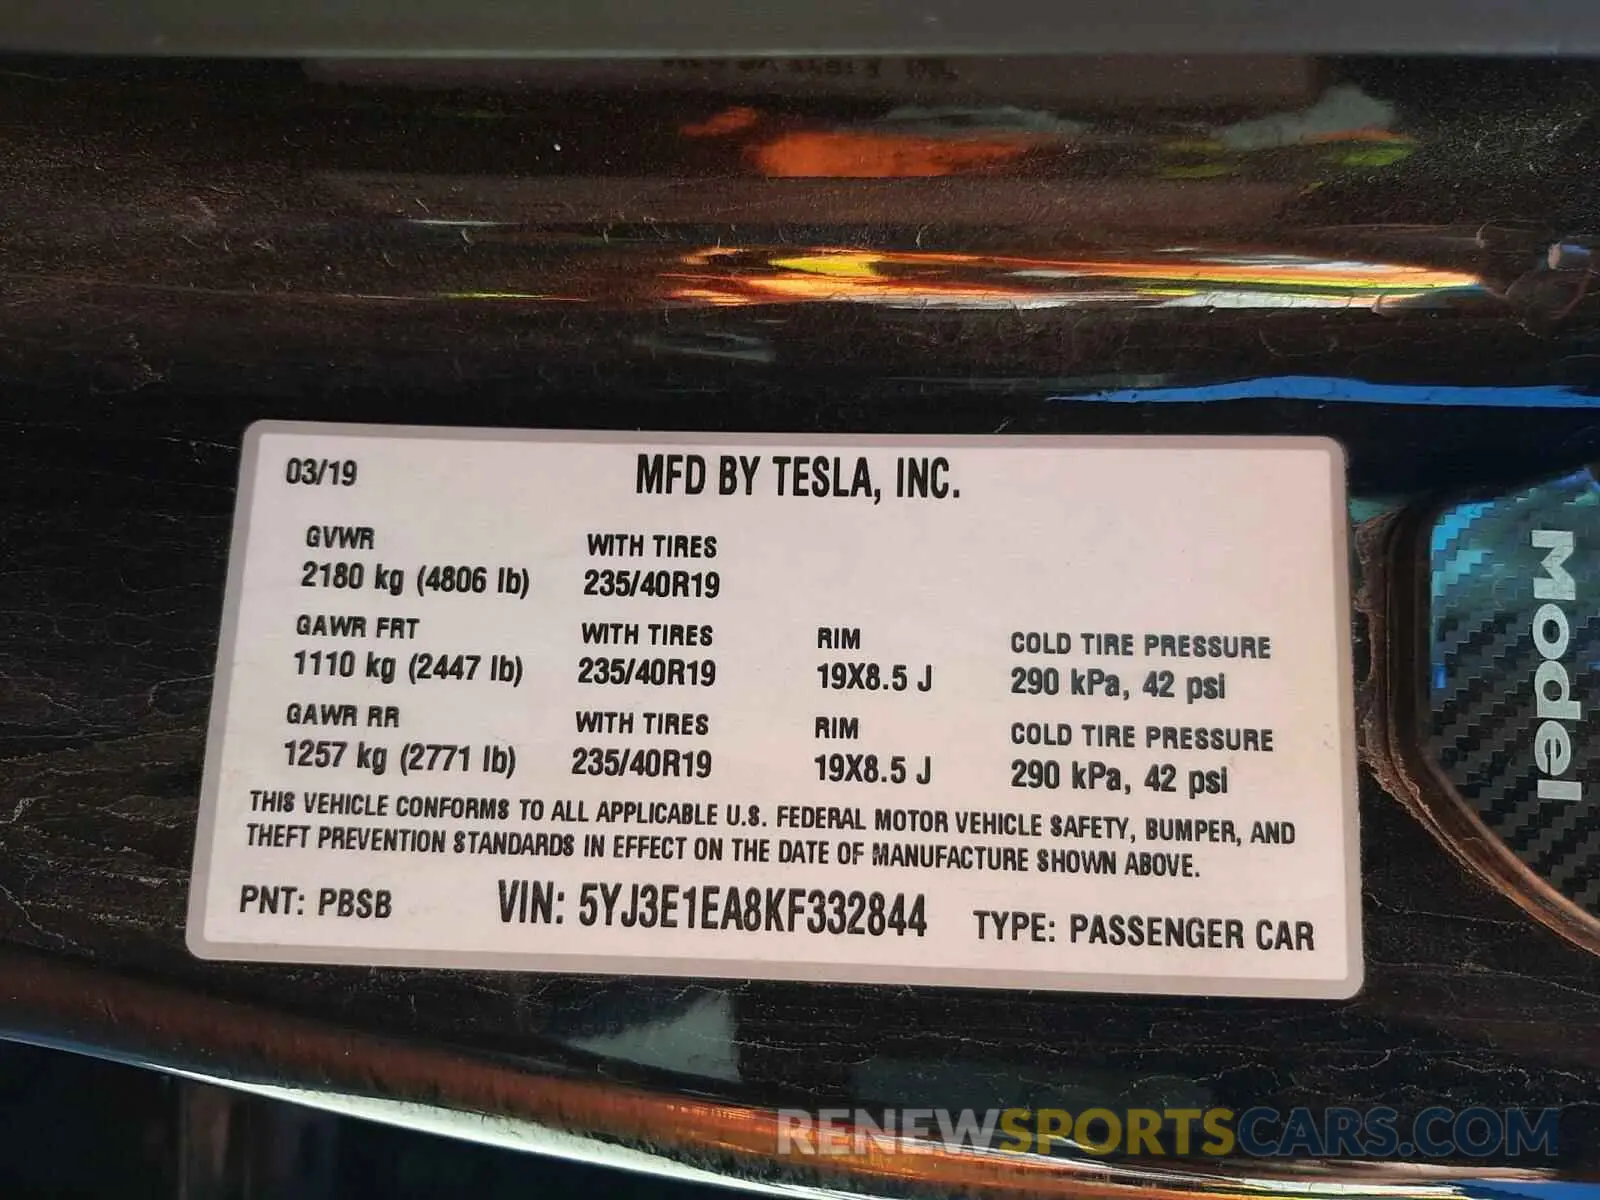 03/19 MFD BY TESLA, INC.
GVWR WITH TIRES
2180 kg (4806 lb) 235/40R19
GAWR FRT WITH TIRES RIM COLD TIRE PRESSURE
1110 kg (2447 lb) 235/40R19 19X8.5 J 290 kPa, 42 psi
GAWR RR WITH TIRES RIM COLD TIRE PRESSURE
1257 kg (2771 lb) 235/40R19 19X8.5 J 290 kPa, 42 psi
THIS VEHICLE CONFORMS TO ALL APPLICABLE U.S. FEDERAL MOTOR VEHICLE SAFETY, BUMPER, AND
THEFT PREVENTION STANDARDS IN EFFECT ON THE DATE OF MANUFACTURE SHOWN ABOVE.
PNT: PBSB VIN: 5YJ3E1EA8KF332844 TYPE: PASSENGER CAR
Model
RENEWSPORTSCARS.COM